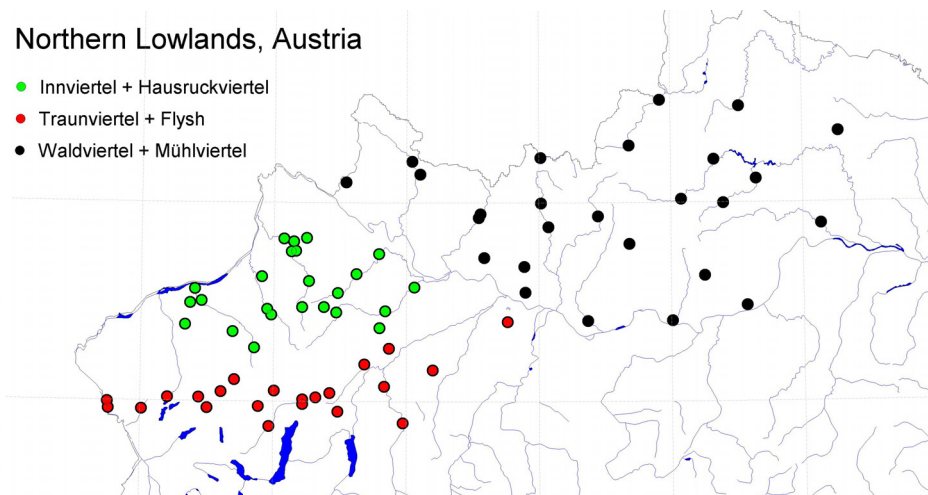 Northern Lowlands, Austria
Innviertel + Hausruckviertel
Traunviertel + Flysh
Waldviertel + Mühlviertel